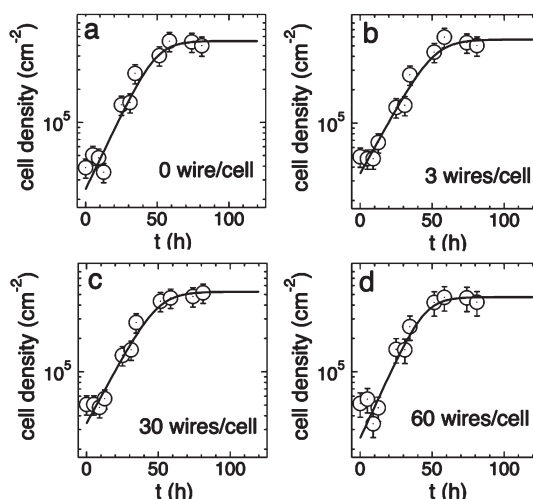 a
cell density (cm⁻²)
10⁵
0 wire/cell
0 50 100
t (h)
b
cell density (cm⁻²)
10⁵
3 wires/cell
0 50 100
t (h)
c
cell density (cm⁻²)
10⁵
30 wires/cell
0 50 100
t (h)
d
cell density (cm⁻²)
10⁵
60 wires/cell
0 50 100
t (h)